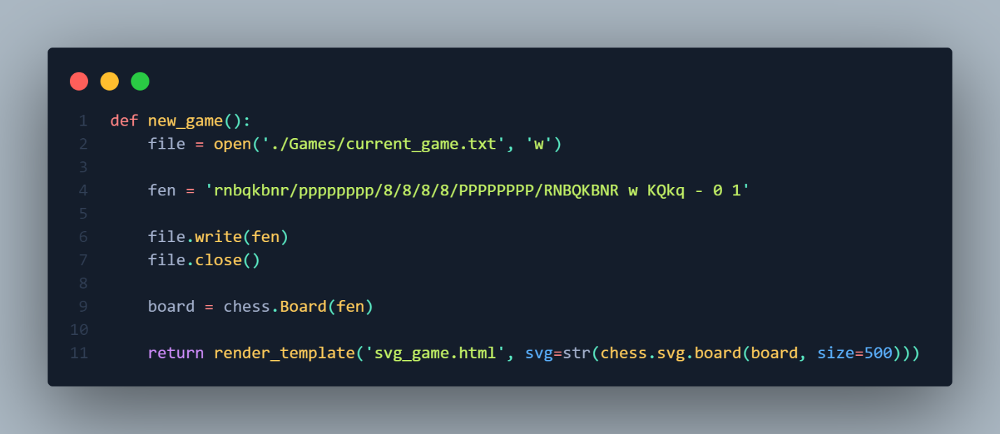 1 def new_game():
2     file = open('./Games/current_game.txt', 'w')
3
4     fen = 'rnbqkbnr/pppppppp/8/8/8/8/PPPPPPPP/RNBQKBNR w KQkq - 0 1'
5
6     file.write(fen)
7     file.close()
8
9     board = chess.Board(fen)
10
11     return render_template('svg_game.html', svg=str(chess.svg.board(board, size=500)))